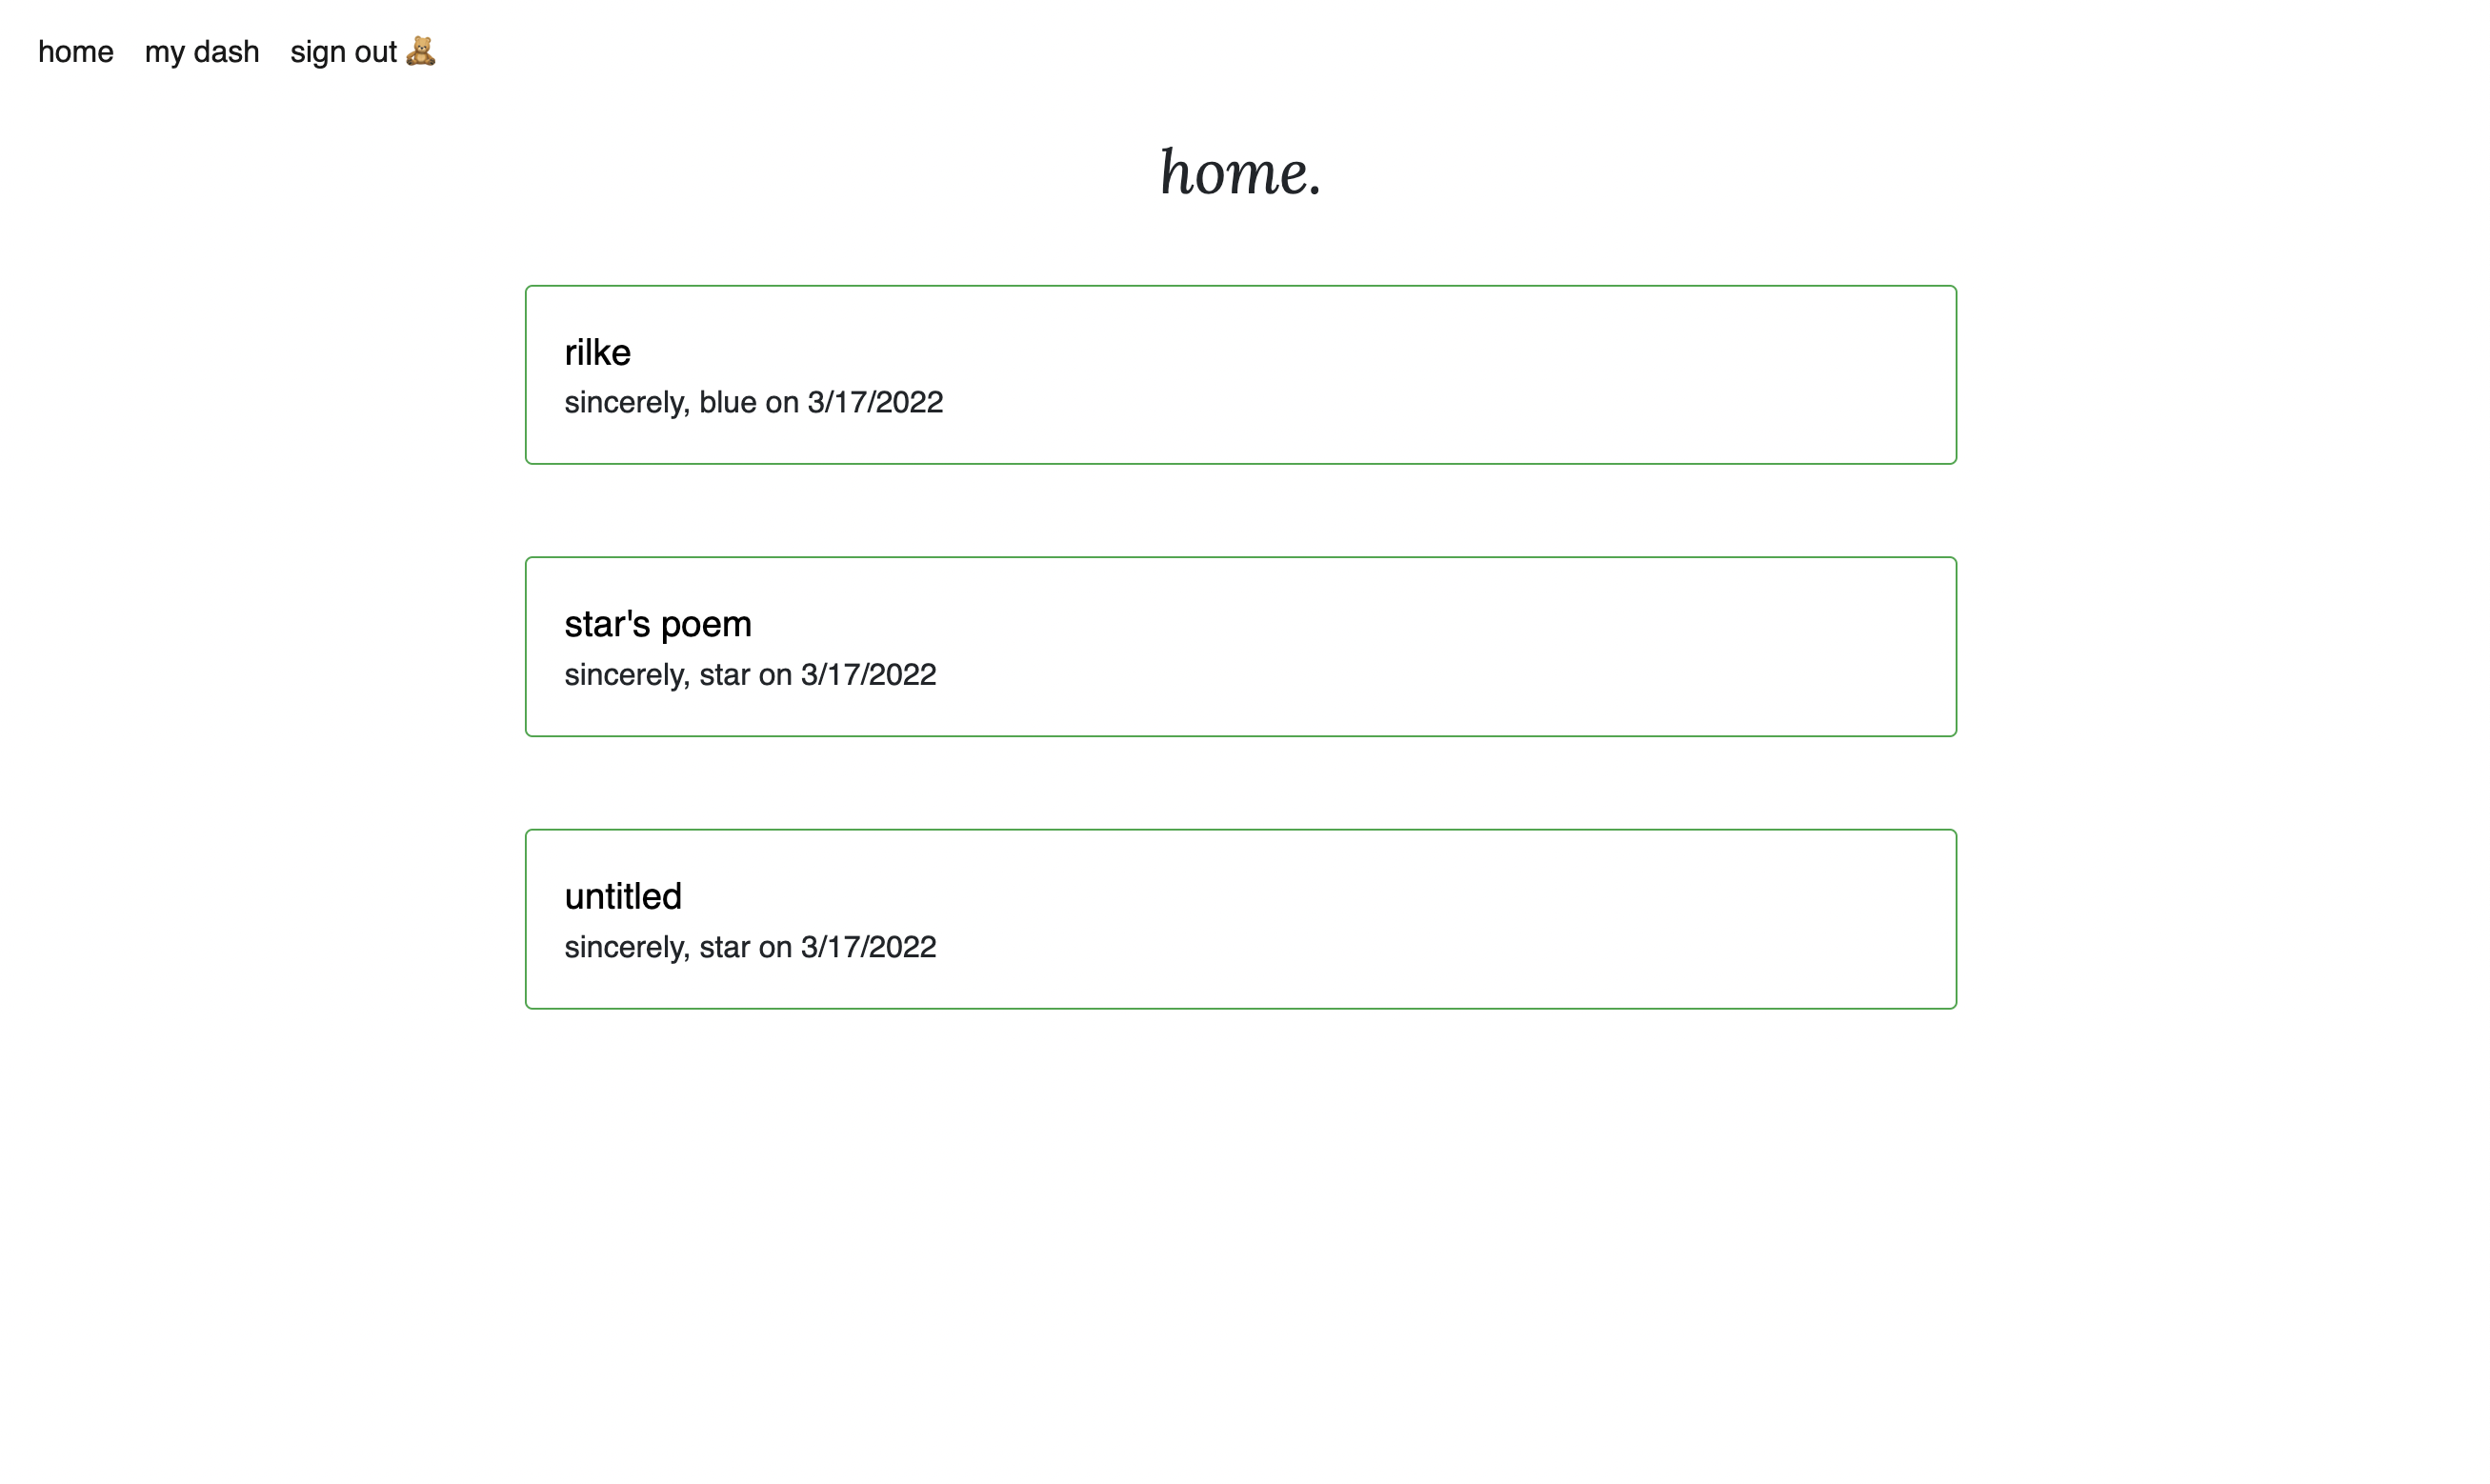 home my dash sign out 🧸
home.
rilke
sincerely, blue on 3/17/2022
star's poem
sincerely, star on 3/17/2022
untitled
sincerely, star on 3/17/2022